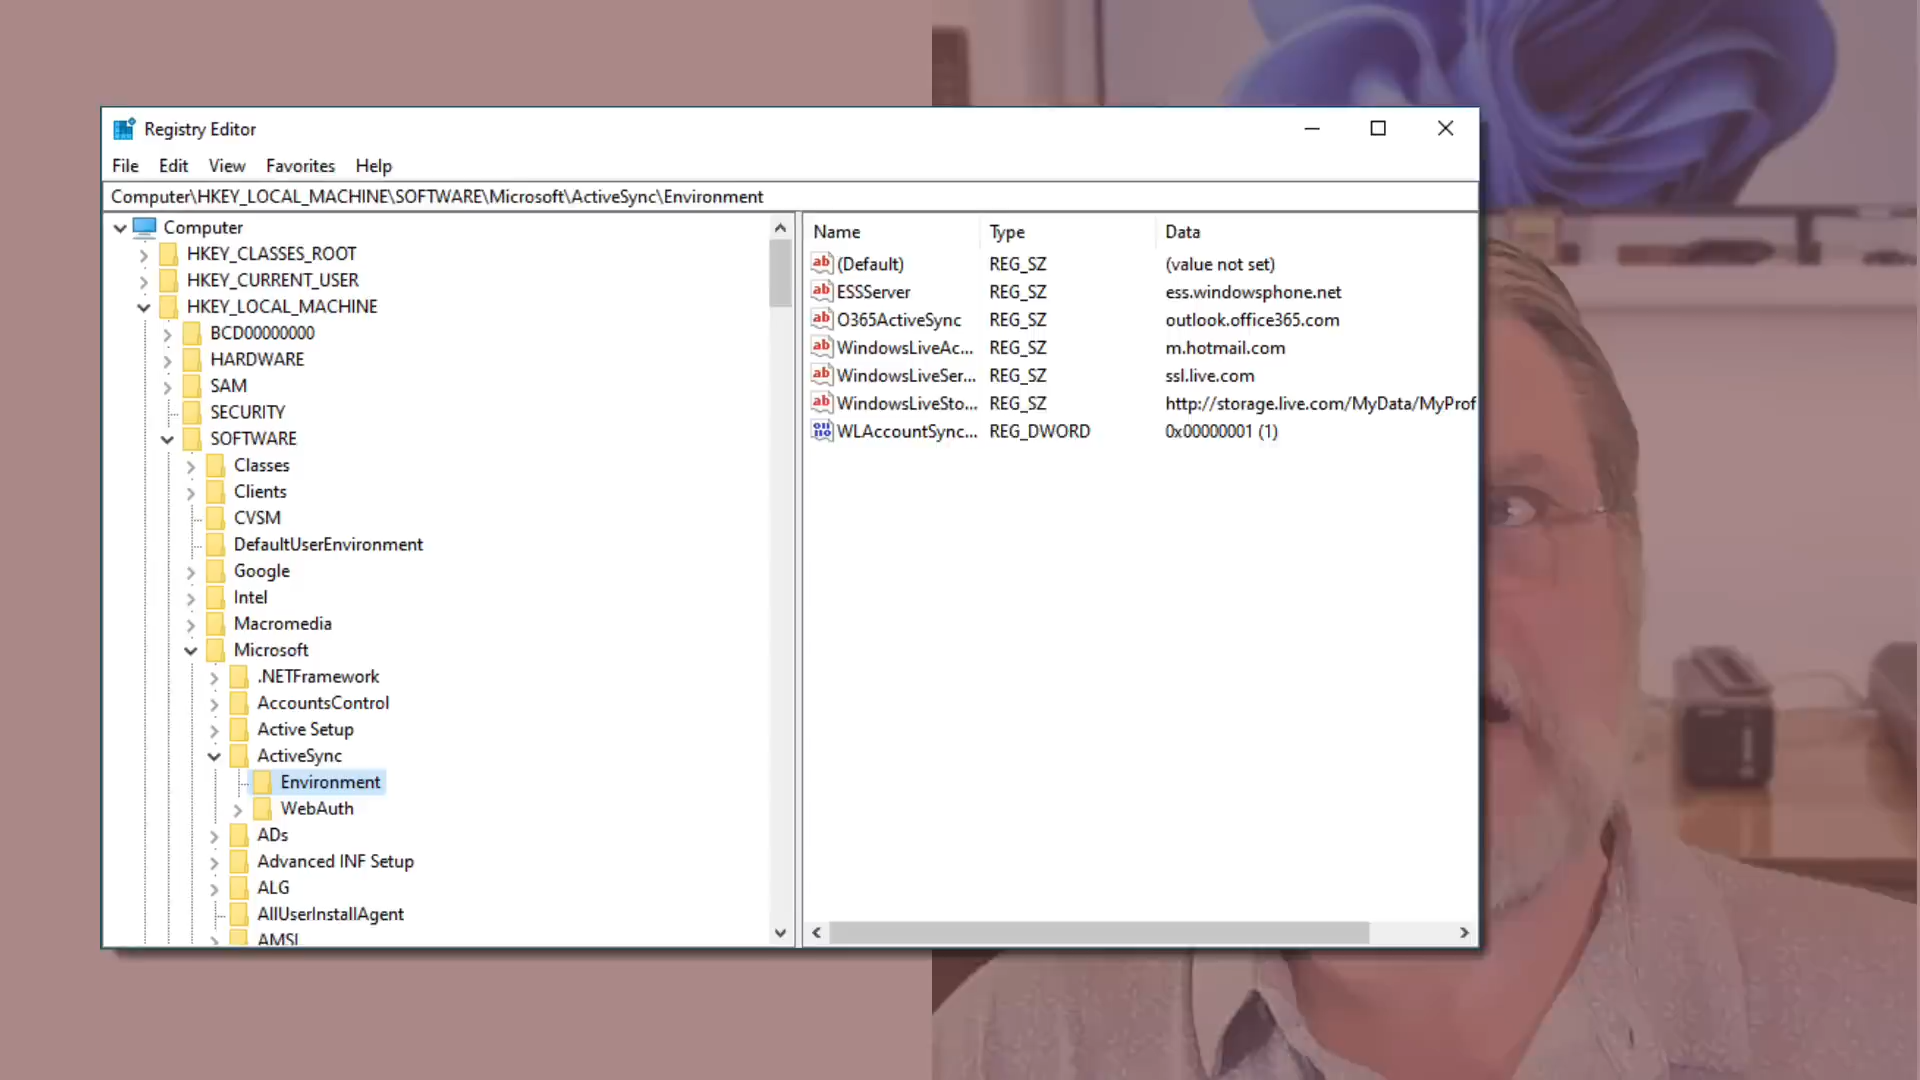 Registry Editor
File Edit View Favorites Help
Computer\HKEY_LOCAL_MACHINE\SOFTWARE\Microsoft\ActiveSync\Environment
Computer
HKEY_CLASSES_ROOT
HKEY_CURRENT_USER
HKEY_LOCAL_MACHINE
BCD00000000
HARDWARE
SAM
SECURITY
SOFTWARE
Classes
Clients
CVSM
DefaultUserEnvironment
Google
Intel
Macromedia
Microsoft
.NETFramework
AccountsControl
Active Setup
ActiveSync
Environment
WebAuth
ADs
Advanced INF Setup
ALG
AllUserInstallAgent
AMSI
Name Type Data
(Default) REG_SZ (value not set)
ESSServer REG_SZ ess.windowsphone.net
O365ActiveSync REG_SZ outlook.office365.com
WindowsLiveAc... REG_SZ m.hotmail.com
WindowsLiveSer... REG_SZ ssl.live.com
WindowsLiveSto... REG_SZ http://storage.live.com/MyData/MyProf
WLAccountSync... REG_DWORD 0x00000001 (1)